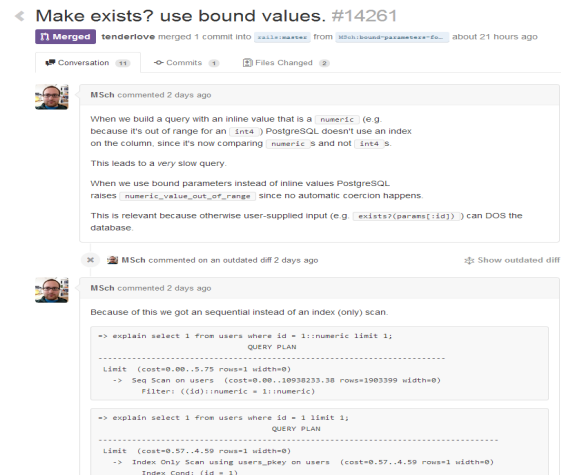 Make exists? use bound values. #14261
Merged tenderlove merged 1 commit into rails:master from MSch:bound-parameters-fo… about 21 hours ago
Conversation 11 Commits 1 Files Changed 2
MSch commented 2 days ago
When we build a query with an inline value that is a numeric (e.g.
because it's out of range for an int4 ) PostgreSQL doesn't use an index
on the column, since it's now comparing numeric s and not int4 s.
This leads to a very slow query.
When we use bound parameters instead of inline values PostgreSQL
raises numeric_value_out_of_range since no automatic coercion happens.
This is relevant because otherwise user-supplied input (e.g. exists?(params[:id]) ) can DOS the
database.
MSch commented on an outdated diff 2 days ago Show outdated diff
MSch commented 2 days ago
Because of this we got an sequential instead of an index (only) scan.
=> explain select 1 from users where id = 1::numeric limit 1;
QUERY PLAN
---------------------------------------------------------------------
Limit (cost=0.00..5.75 rows=1 width=0)
-> Seq Scan on users (cost=0.00..10938233.38 rows=1903399 width=0)
Filter: ((id)::numeric = 1::numeric)
=> explain select 1 from users where id = 1 limit 1;
QUERY PLAN
---------------------------------------------------------------------------------
Limit (cost=0.57..4.59 rows=1 width=0)
-> Index Only Scan using users_pkey on users (cost=0.57..4.59 rows=1 width=0)
Index Cond: (id = 1)